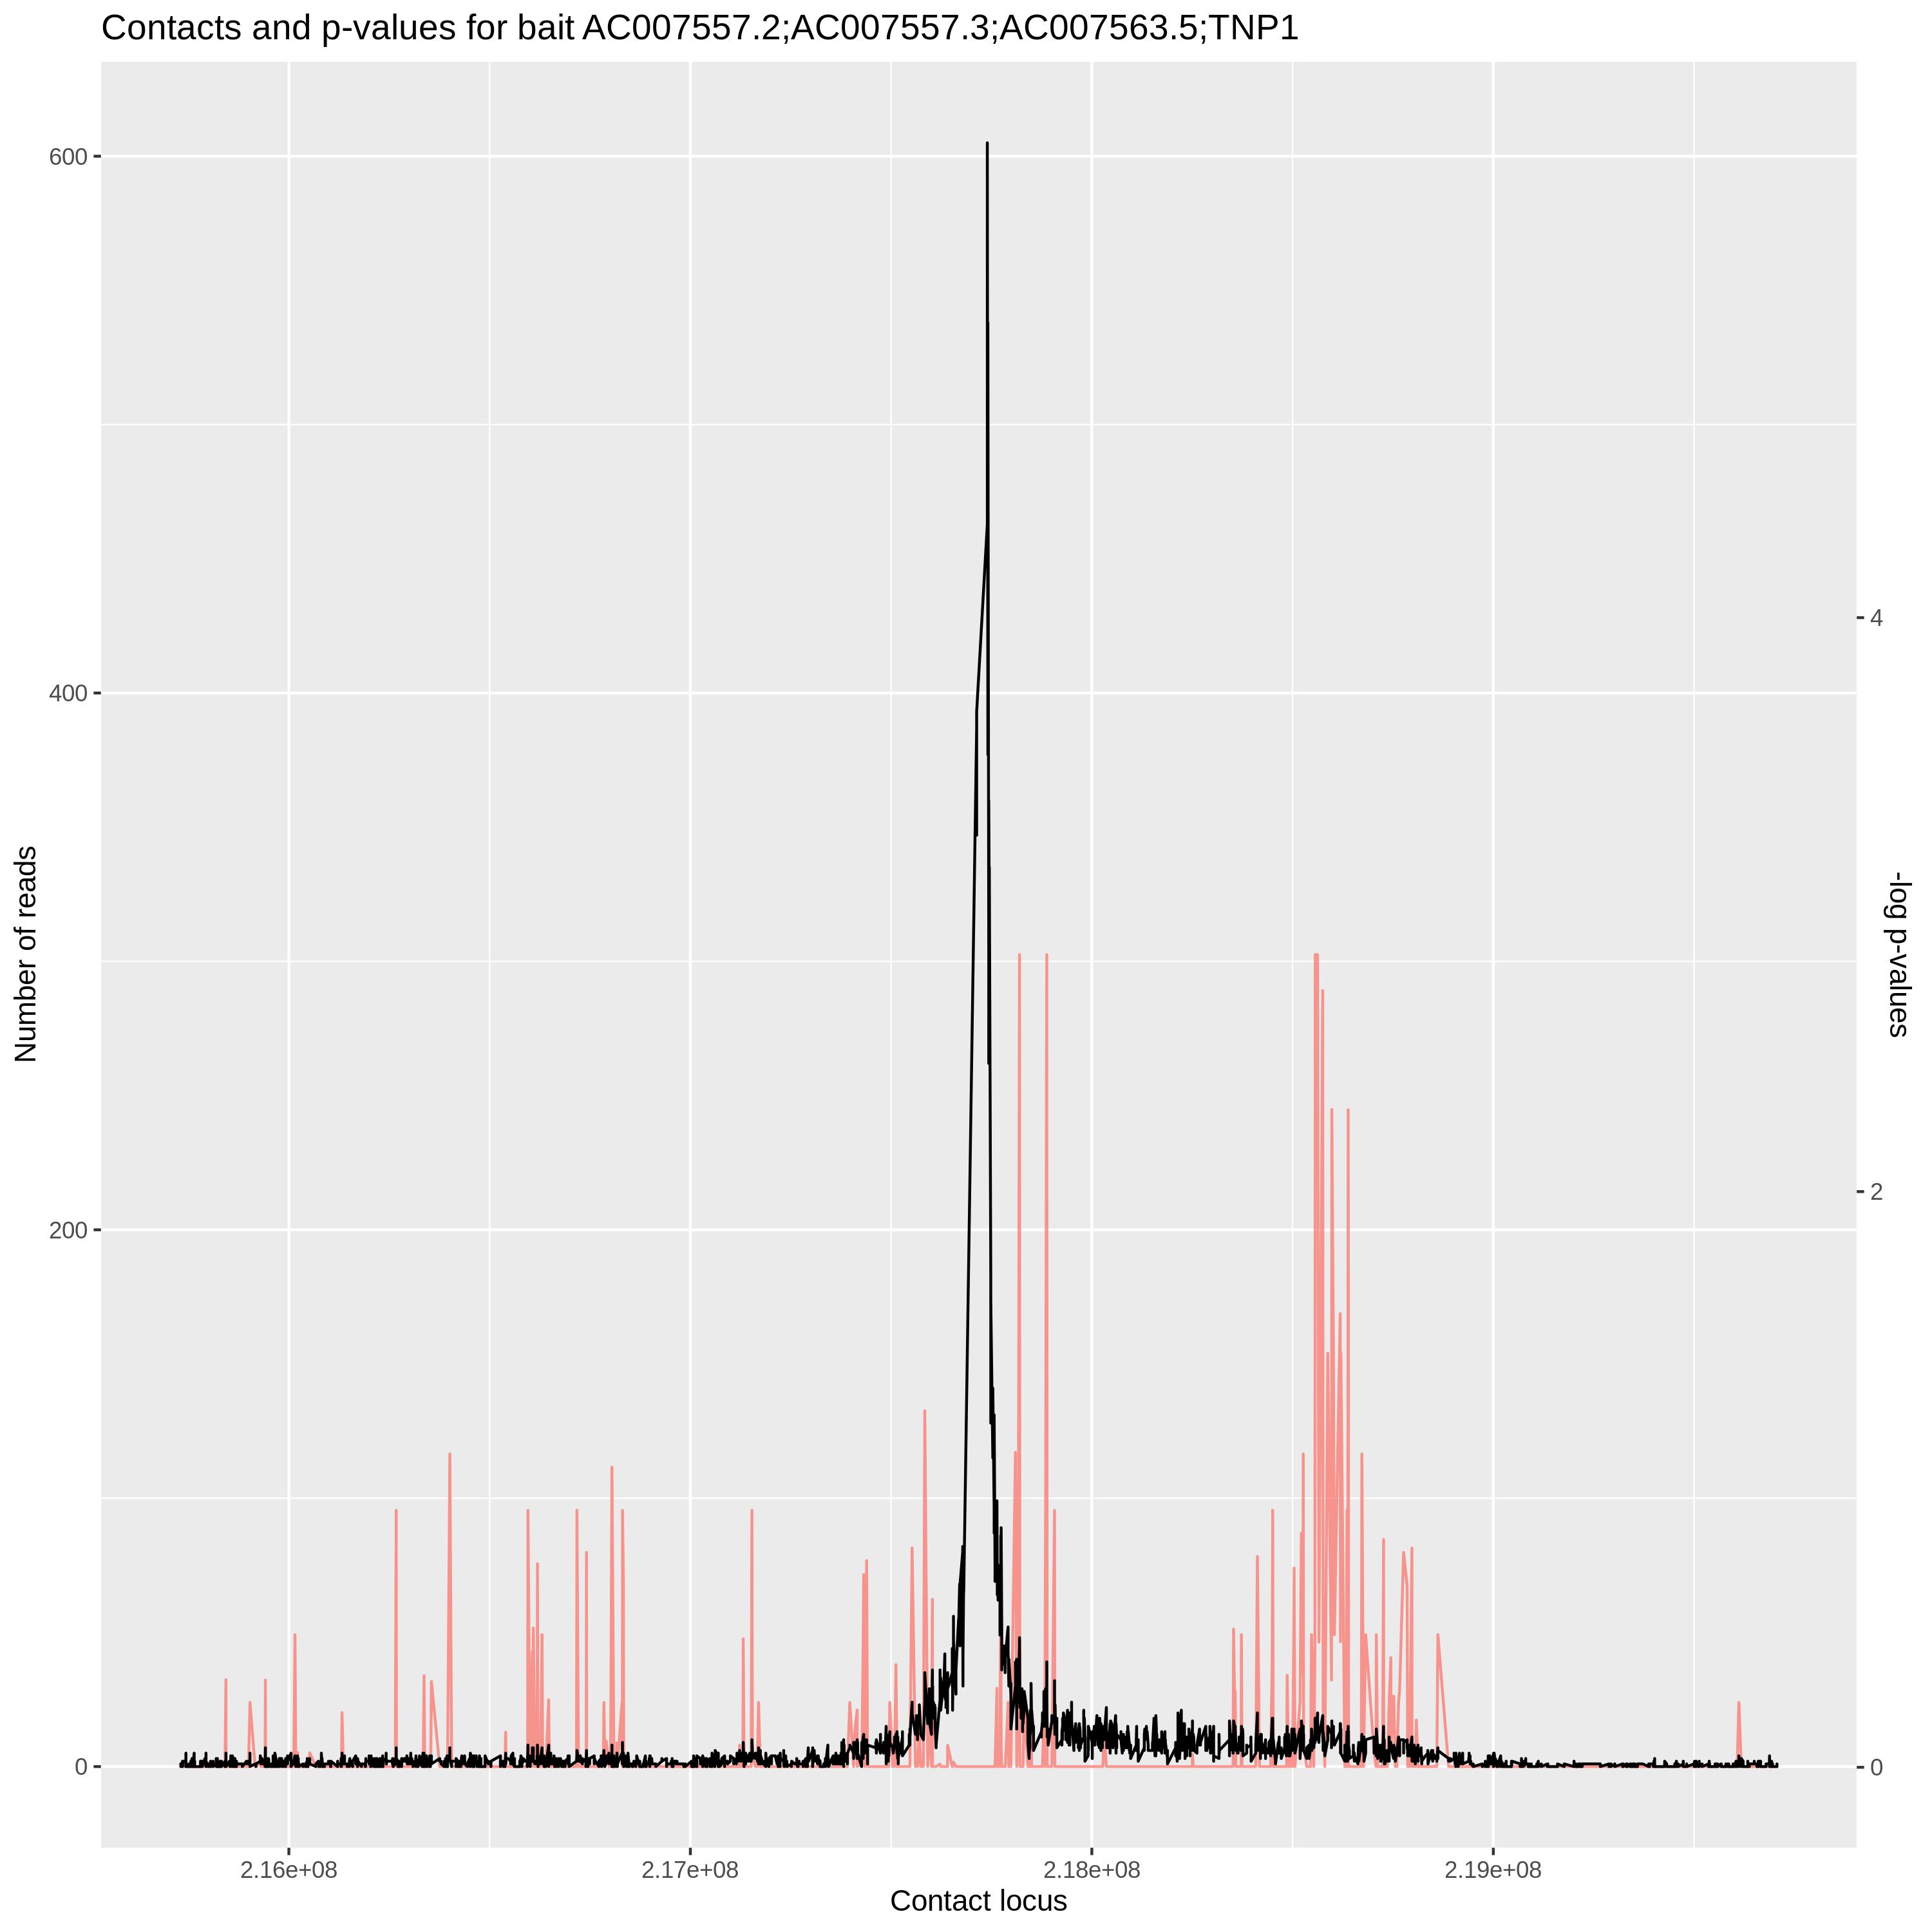 Contacts and p-values for bait AC007557.2;AC007557.3;AC007563.5;TNP1
600
400
200
0
Number of reads
4
2
0
-log p-values
2.16e+08
2.17e+08
2.18e+08
2.19e+08
Contact locus